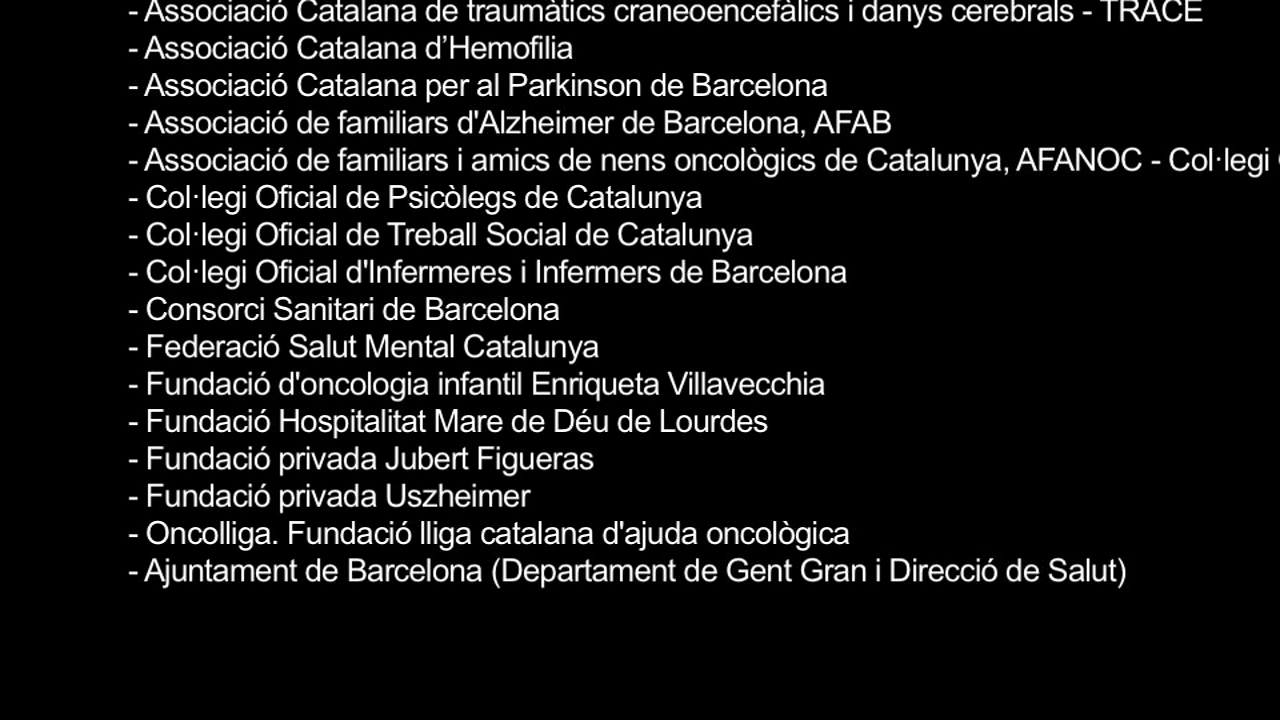 - Associació Catalana de traumàtics craneoencefàlics i danys cerebrals - TRACE
- Associació Catalana d’Hemofilia
- Associació Catalana per al Parkinson de Barcelona
- Associació de familiars d'Alzheimer de Barcelona, AFAB
- Associació de familiars i amics de nens oncològics de Catalunya, AFANOC - Col·legi
- Col·legi Oficial de Psicòlegs de Catalunya
- Col·legi Oficial de Treball Social de Catalunya
- Col·legi Oficial d'Infermeres i Infermers de Barcelona
- Consorci Sanitari de Barcelona
- Federació Salut Mental Catalunya
- Fundació d'oncologia infantil Enriqueta Villavecchia
- Fundació Hospitalitat Mare de Déu de Lourdes
- Fundació privada Jubert Figueras
- Fundació privada Uszheimer
- Oncolliga. Fundació lliga catalana d'ajuda oncològica
- Ajuntament de Barcelona (Departament de Gent Gran i Direcció de Salut)